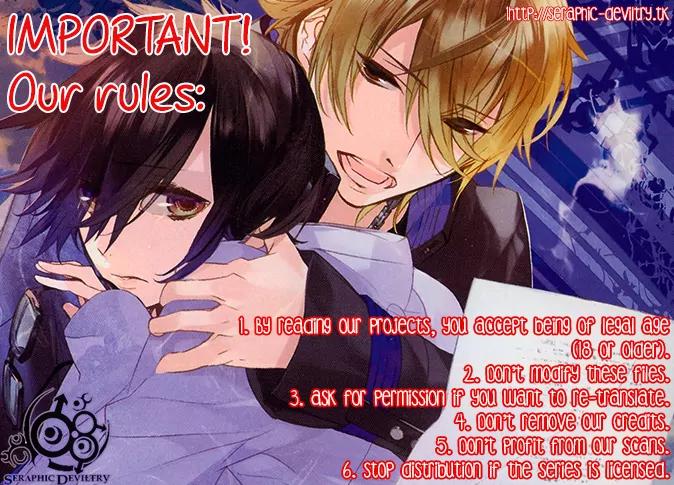 IMPORTANT!
Our rules:
http://seraphic-deviltry.tk
1. By reading our projects, you accept being of legal age
(18 or older).
2. Don't modify these files.
3. Ask for permission if you want to re-translate.
4. Don't remove our credits.
5. Don't profit from our scans.
6. Stop distribution if the series is licensed.
SERAPHIC DEVILTRY